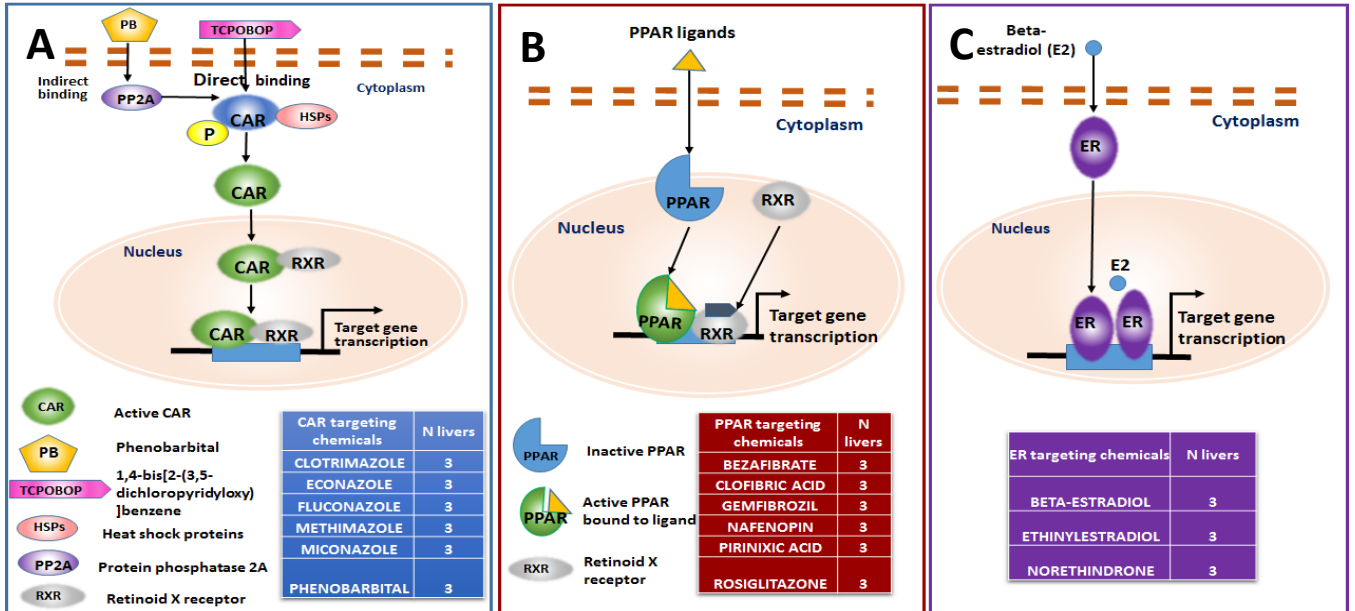 A
PB
TCPOBOP
Indirect
binding
Direct binding
Cytoplasm
PP2A
CAR
HSPs
P
CAR
Nucleus
CAR
RXR
CAR
RXR
Target gene
transcription
CAR
Active CAR
PB
Phenobarbital
TCPOBOP
1,4-bis[2-(3,5-
dichloropyridyloxy)
]benzene
HSPs
Heat shock proteins
PP2A
Protein phosphatase 2A
RXR
Retinoid X receptor
CAR targeting
chemicals
N livers
CLOTRIMAZOLE 3
ECONAZOLE 3
FLUCONAZOLE 3
METHIMAZOLE 3
MICONAZOLE 3
PHENOBARBITAL 3
B
PPAR ligands
Cytoplasm
PPAR
RXR
Nucleus
PPAR
RXR
Target gene
transcription
PPAR
Inactive PPAR
PPAR
Active PPAR
bound to ligand
RXR
Retinoid X
receptor
PPAR targeting
chemicals
N
livers
BEZAFIBRATE 3
CLOFIBRIC ACID 3
GEMFIBROZIL 3
NAFENOPIN 3
PIRINIXIC ACID 3
ROSIGLITAZONE 3
C
Beta-
estradiol (E2)
Cytoplasm
ER
Nucleus
E2
ER
ER
Target gene
transcription
ER targeting chemicals N livers
BETA-ESTRADIOL 3
ETHINYLESTRADIOL 3
NORETHINDRONE 3